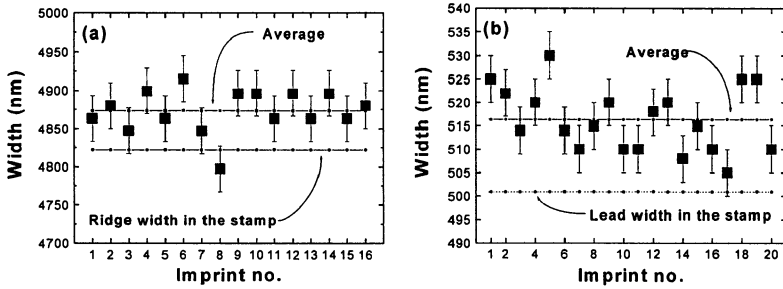 (a)
Average
Ridge width in the stamp
Width (nm)
5000
4950
4900
4850
4800
4750
4700
1 2 3 4 5 6 7 8 9 10 11 12 13 14 15 16
Imprint no.
(b)
Average
Lead width in the stamp
Width (nm)
540
535
530
525
520
515
510
505
500
495
490
1 2 4 6 8 10 12 14 16 18 20
Imprint no.